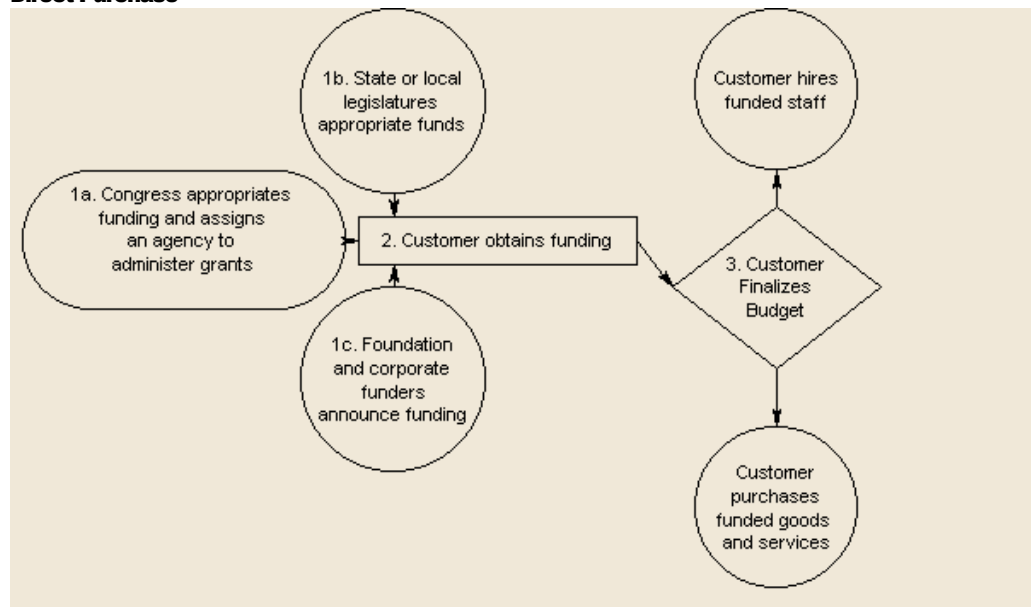 Direct Purchase
1b. State or local
legislatures
appropriate funds
Customer hires
funded staff
1a. Congress appropriates
funding and assigns
an agency to
administer grants
2. Customer obtains funding
3. Customer
Finalizes
Budget
1c. Foundation
and corporate
funders
announce funding
Customer
purchases
funded goods
and services